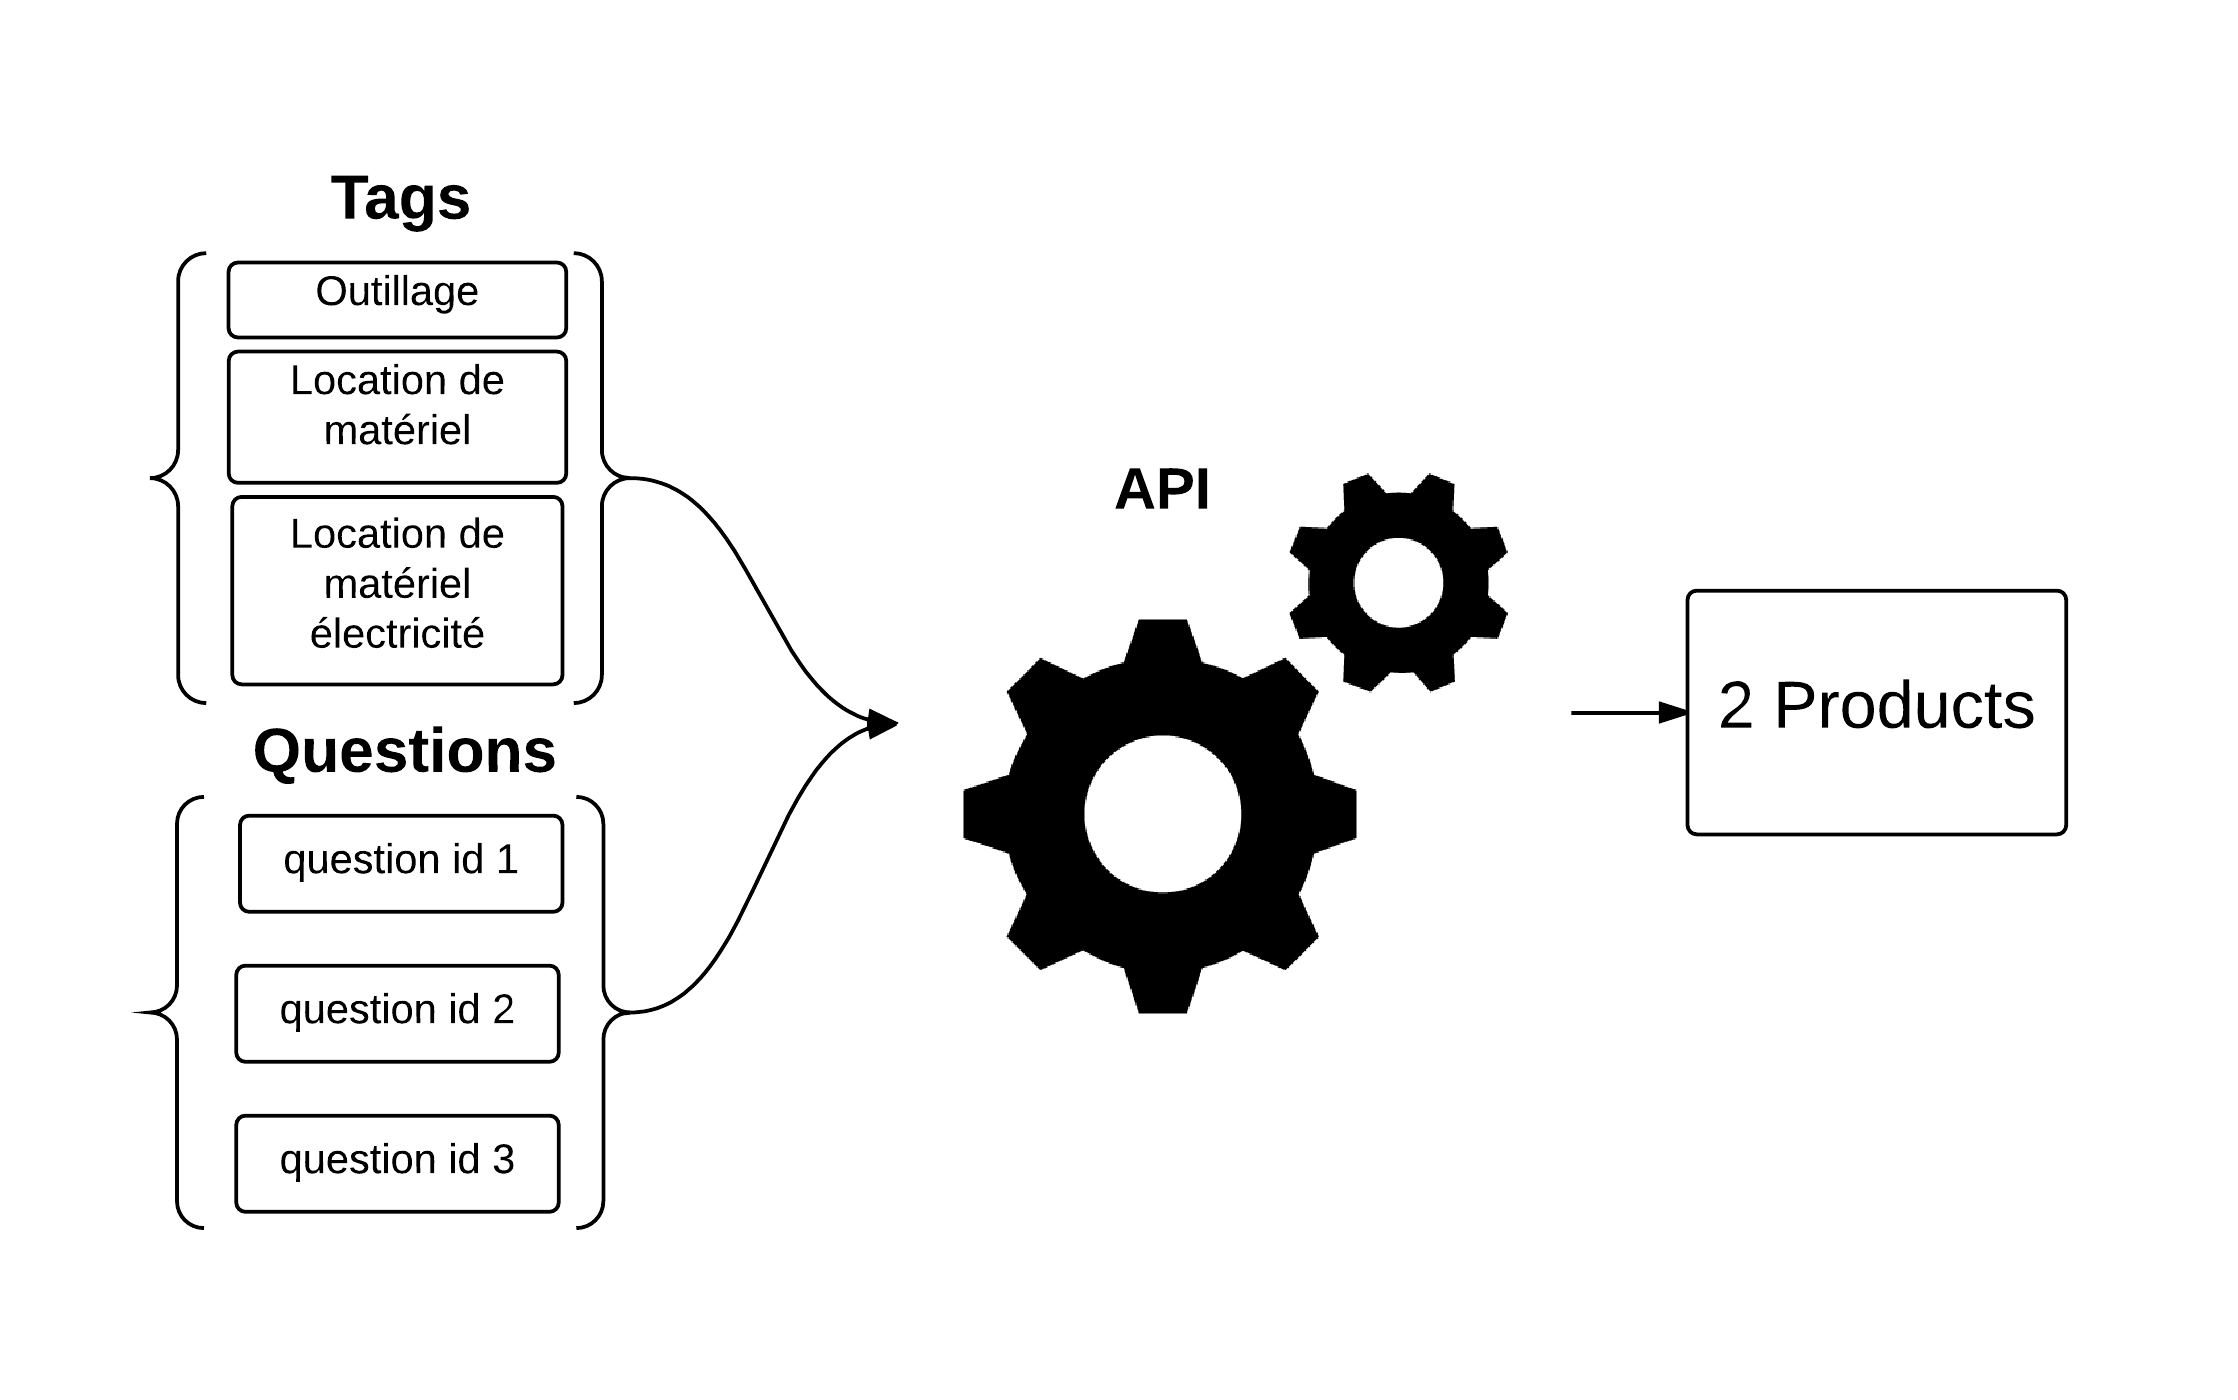 Tags
Outillage
Location de
matériel
Location de
matériel
électricité
Questions
question id 1
question id 2
question id 3
API
2 Products